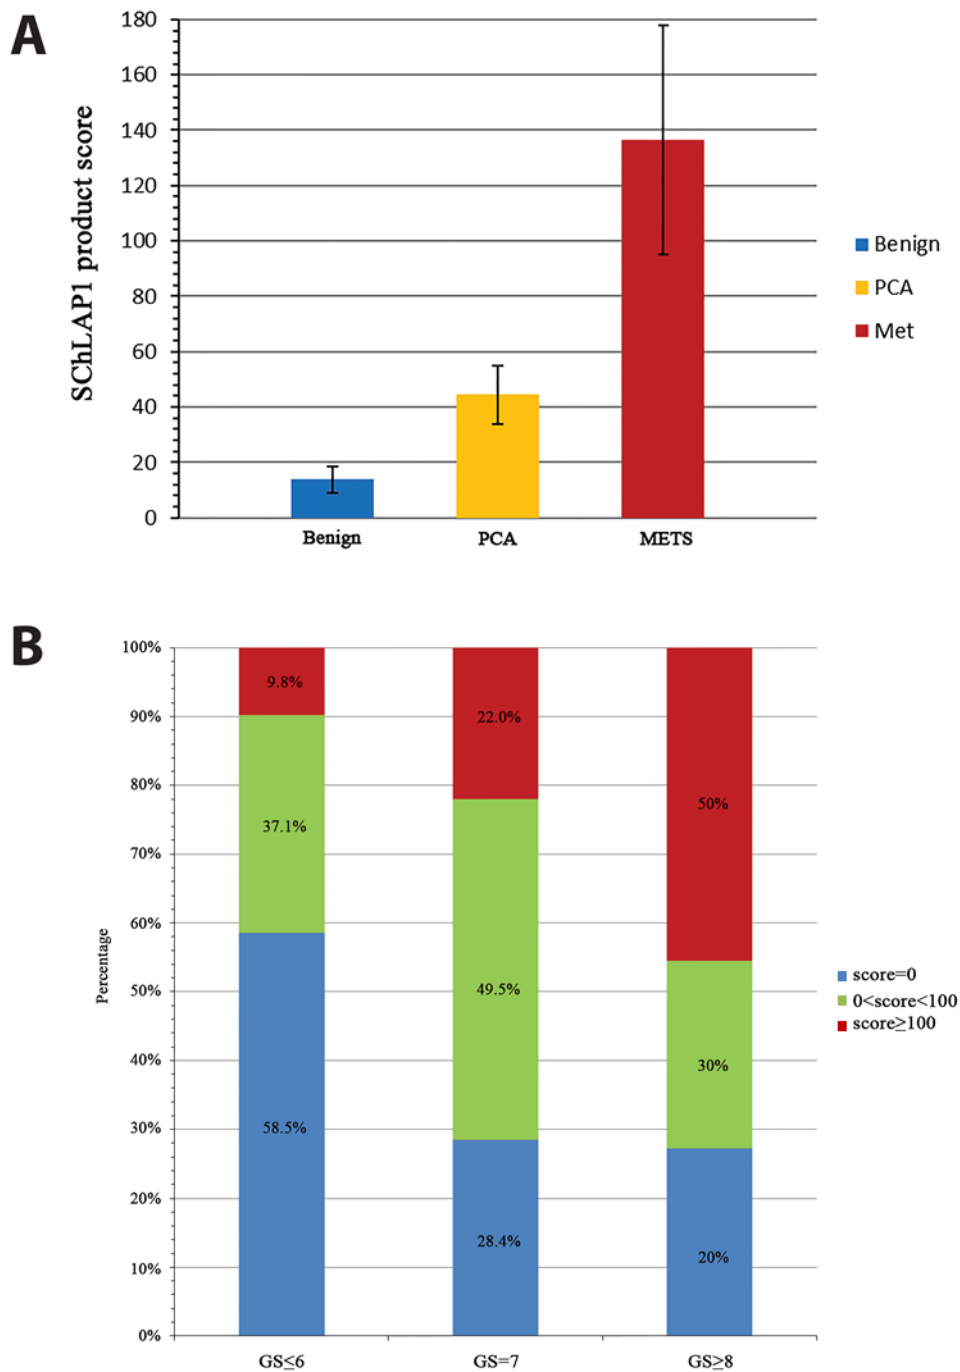 A
SChLAP1 product score
180
160
140
120
100
80
60
40
20
0
Benign
PCA
METS
Benign
PCA
Met
B
Percentage
100%
90%
80%
70%
60%
50%
40%
30%
20%
10%
0%
9.8%
37.1%
58.5%
22.0%
49.5%
28.4%
50%
30%
20%
GS≤6
GS=7
GS≥8
score=0
0<score<100
score≥100